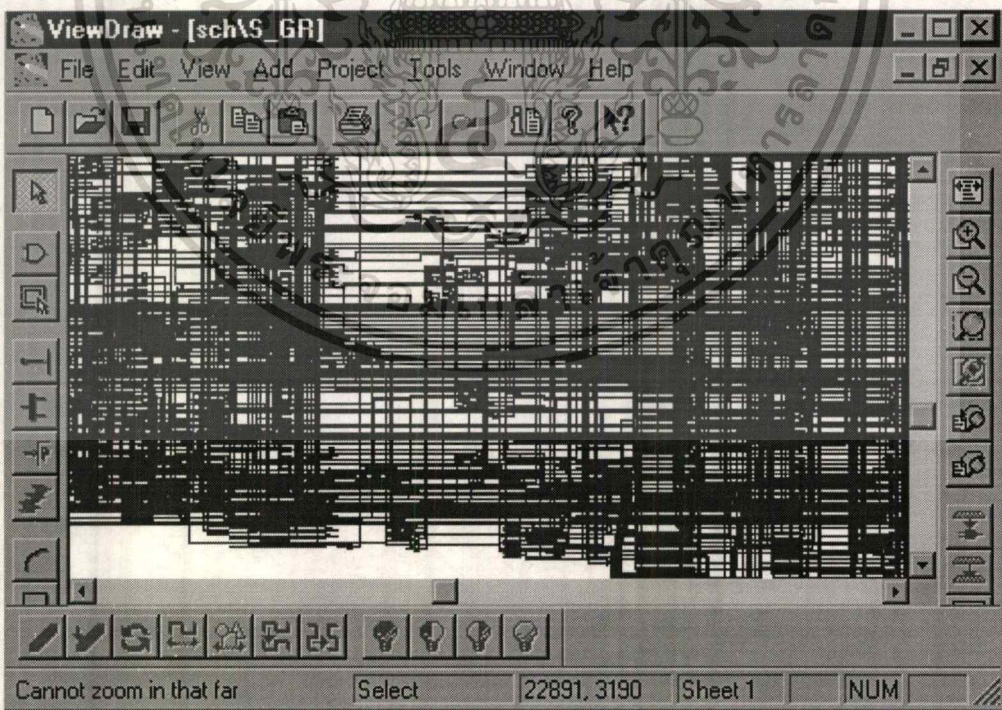 ViewDraw - [sch\S_GR]
File Edit View Add Project Tools Window Help
Cannot zoom in that far Select 22891, 3190 Sheet 1 NUM